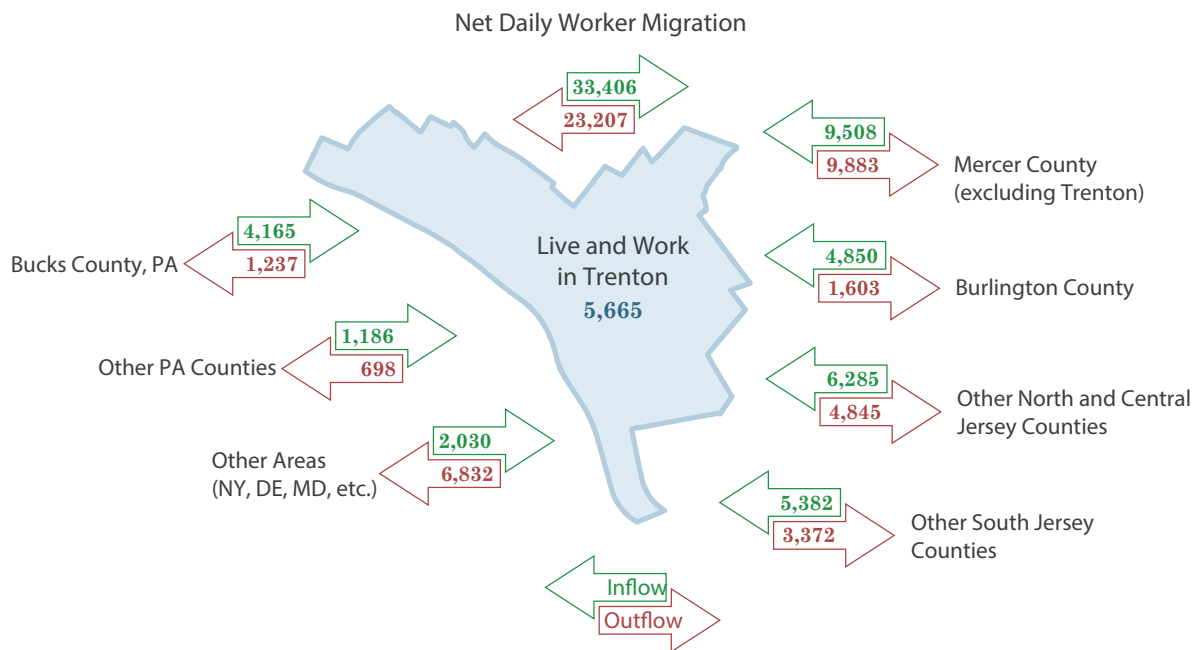 Net Daily Worker Migration
33,406
23,207
9,508
9,883
Mercer County
(excluding Trenton)
4,165
1,237
Bucks County, PA
Live and Work
in Trenton
5,665
4,850
1,603
Burlington County
1,186
698
Other PA Counties
6,285
4,845
Other North and Central
Jersey Counties
2,030
6,832
Other Areas
(NY, DE, MD, etc.)
5,382
3,372
Other South Jersey
Counties
Inflow
Outflow